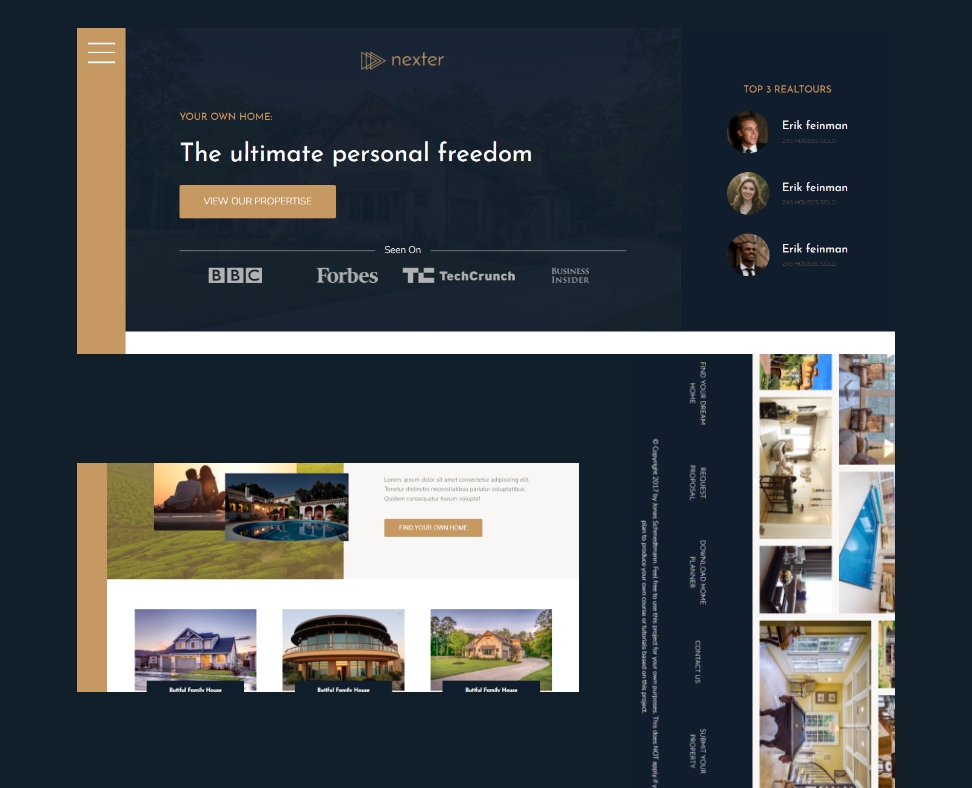 nexter
YOUR OWN HOME:
The ultimate personal freedom
VIEW OUR PROPERTISE
Seen On
BBC
Forbes
TC TechCrunch
BUSINESS
INSIDER
TOP 3 REALTOURS
Erik feinman
245 HOUSES SOLD
Erik feinman
245 HOUSES SOLD
Erik feinman
245 HOUSES SOLD
Lorem, ipsum dolor sit amet consectetur adipisicing elit.
Tenetur distinctio necessitatibus pariatur voluptatibus.
Quidem consequatur harum volupta!
FIND YOUR OWN HOME
Butiful Family House
Butiful Family House
Butiful Family House
FIND YOUR DREAM
HOME
REQUEST
PROPOSAL
DOWNLOAD HOME
PLANNER
CONTACT US
SUBMIT YOUR
PROPERTY
© Copyright 2017 by Jonas Schmedtmann. Feel free to use this project for your own purposes. This does NOT apply if
plan to produce your own course or tutorials based on this project.